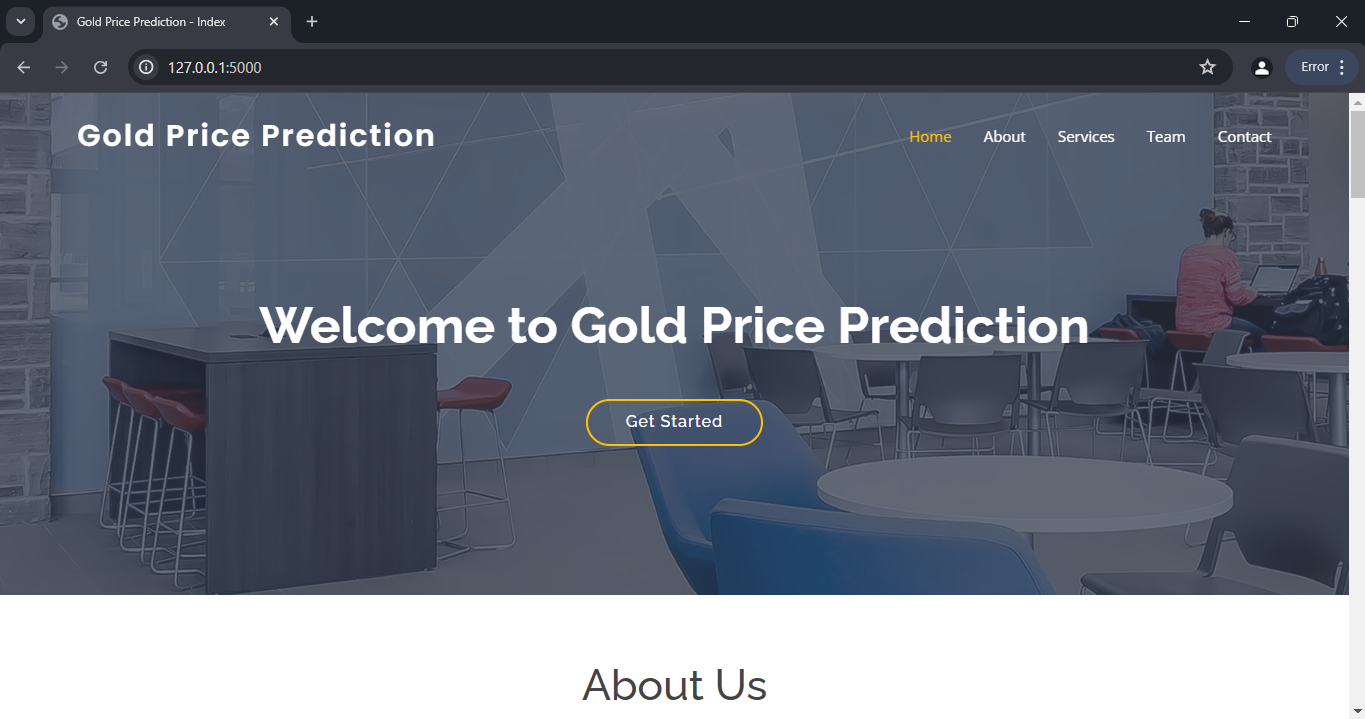 Gold Price Prediction - Index
127.0.0.1:5000
Error
Gold Price Prediction
Home About Services Team Contact
Welcome to Gold Price Prediction
Get Started
About Us